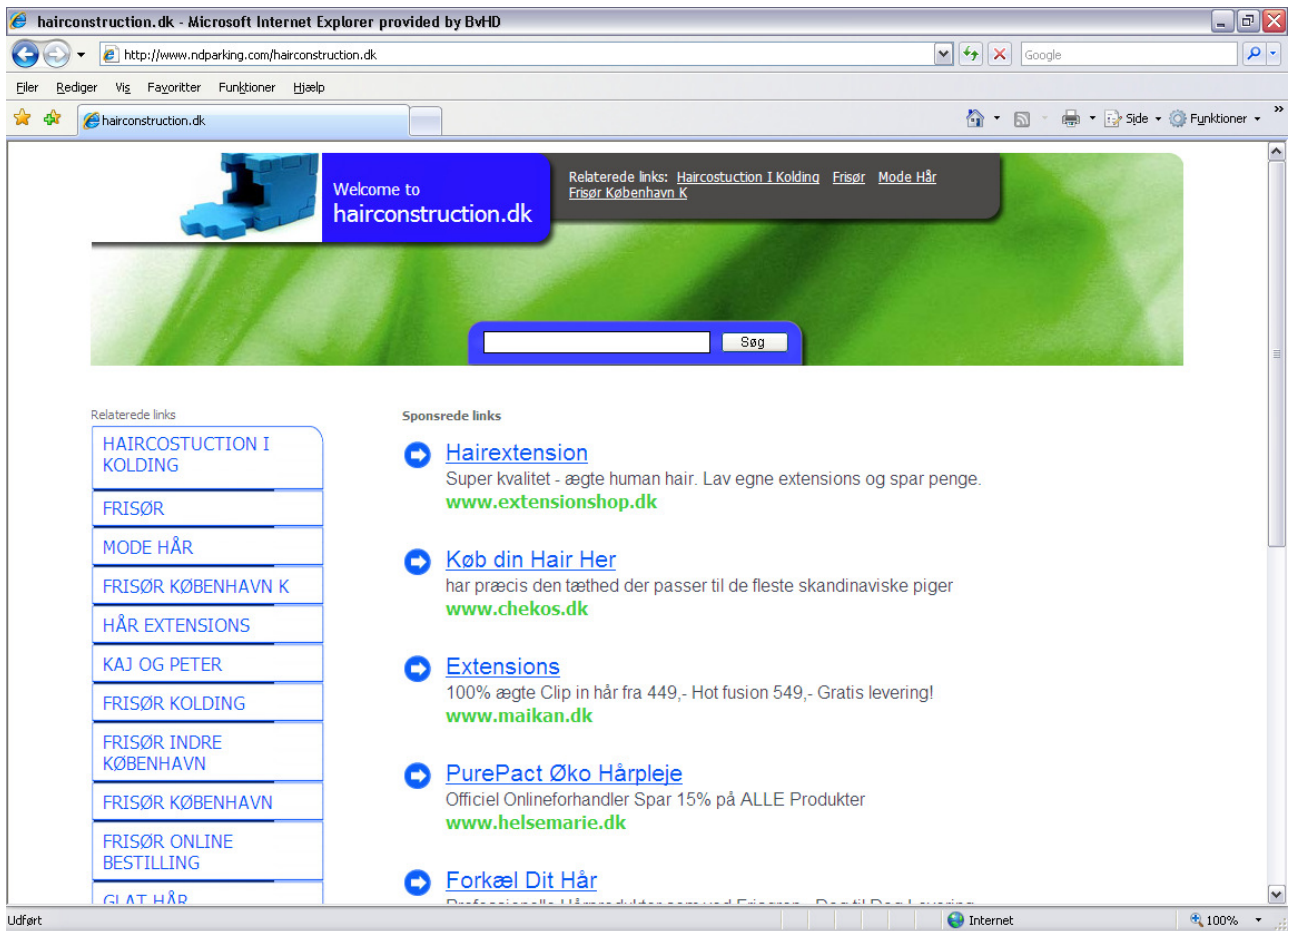 hairconstruction.dk - Microsoft Internet Explorer provided by BvHD
http://www.ndparking.com/hairconstruction.dk
Google
Filer Rediger Vis Favoritter Funktioner Hjælp
hairconstruction.dk
Side Funktioner
Welcome to
hairconstruction.dk
Relaterede links: Haircostuction I Kolding Frisør Mode Hår
Frisør København K
Søg
Relaterede links
HAIRCOSTUCTION I
KOLDING
FRISØR
MODE HÅR
FRISØR KØBENHAVN K
HÅR EXTENSIONS
KAJ OG PETER
FRISØR KOLDING
FRISØR INDRE
KØBENHAVN
FRISØR KØBENHAVN
FRISØR ONLINE
BESTILLING
GLAT HÅR
Sponsrede links
Hairextension
Super kvalitet - ægte human hair. Lav egne extensions og spar penge.
www.extensionshop.dk
Køb din Hair Her
har præcis den tæthed der passer til de fleste skandinaviske piger
www.chekos.dk
Extensions
100% ægte Clip in hår fra 449,- Hot fusion 549,- Gratis levering!
www.maikan.dk
PurePact Øko Hårpleje
Officiel Onlineforhandler Spar 15% på ALLE Produkter
www.helsemarie.dk
Forkæl Dit Hår
Udført
Internet
100%